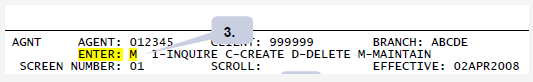 3.
AGNT AGENT: 012345 CLIENT: 999999 BRANCH: ABCDE
ENTER: M 1-INQUIRE C-CREATE D-DELETE M-MAINTAIN
SCREEN NUMBER: 01 SCROLL: EFFECTIVE: 02APR2008